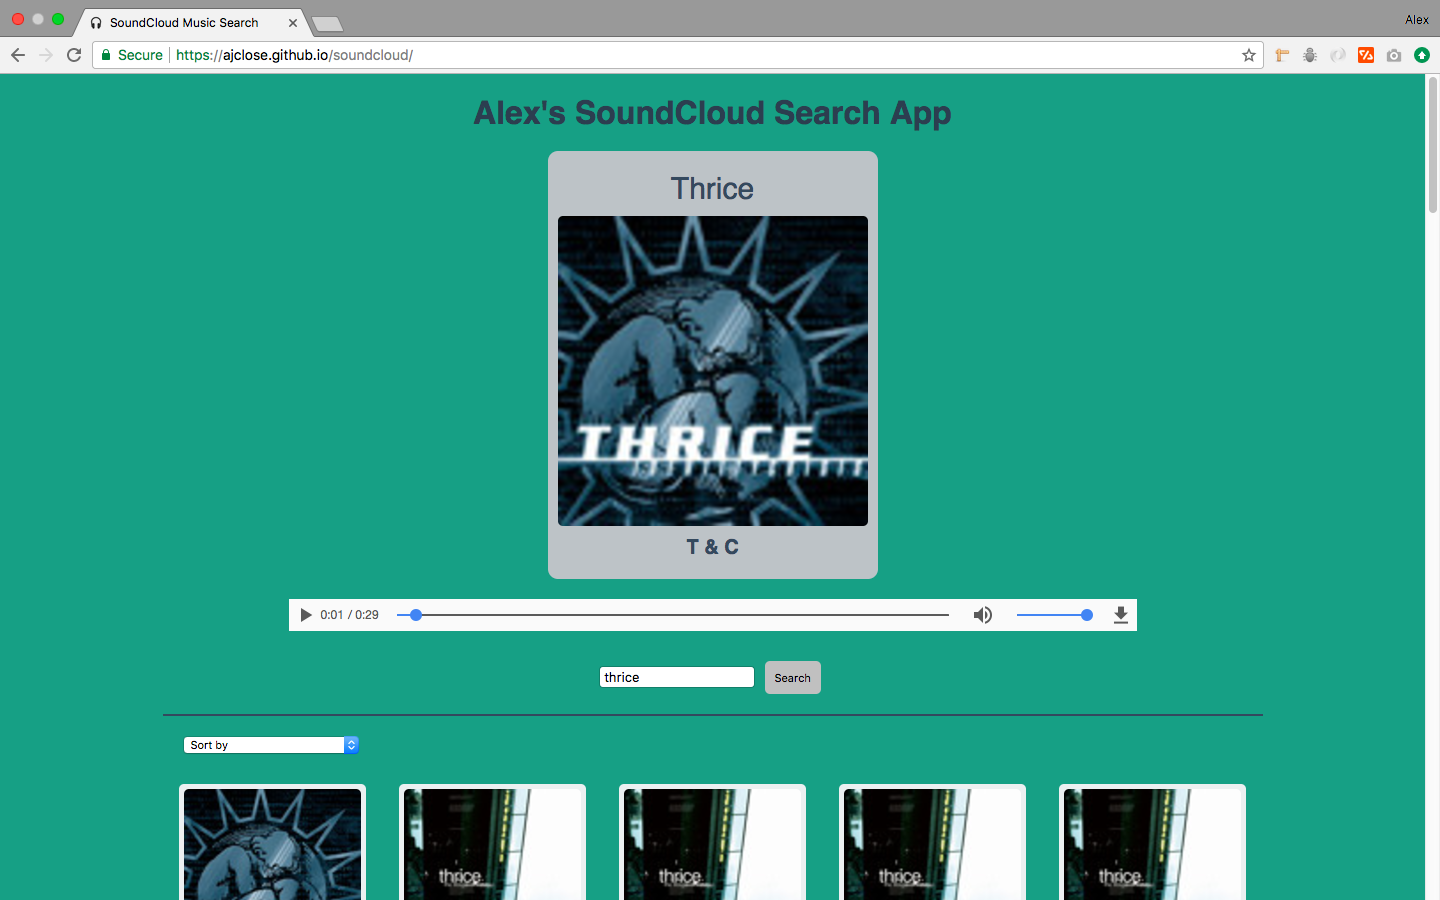 SoundCloud Music Search
Alex
Secure
https://ajclose.github.io/soundcloud/
Alex's SoundCloud Search App
Thrice
THRICE
T & C
0:01 / 0:29
thrice
Search
Sort by
thrice
thrice
thrice
thrice